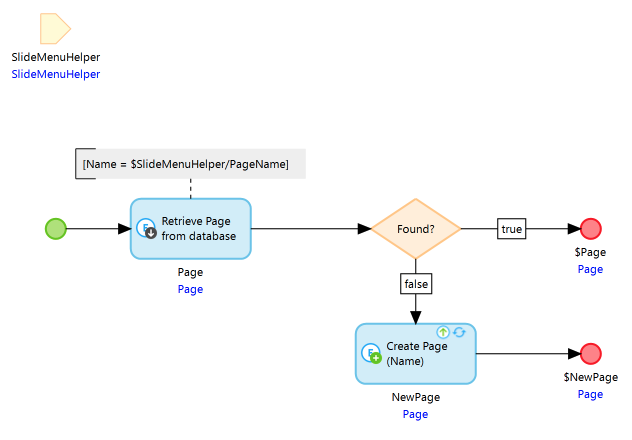 SlideMenuHelper
SlideMenuHelper
[Name = $SlideMenuHelper/PageName]
Retrieve Page
from database
Page
Page
Found?
true
$Page
Page
false
Create Page
(Name)
NewPage
Page
$NewPage
Page